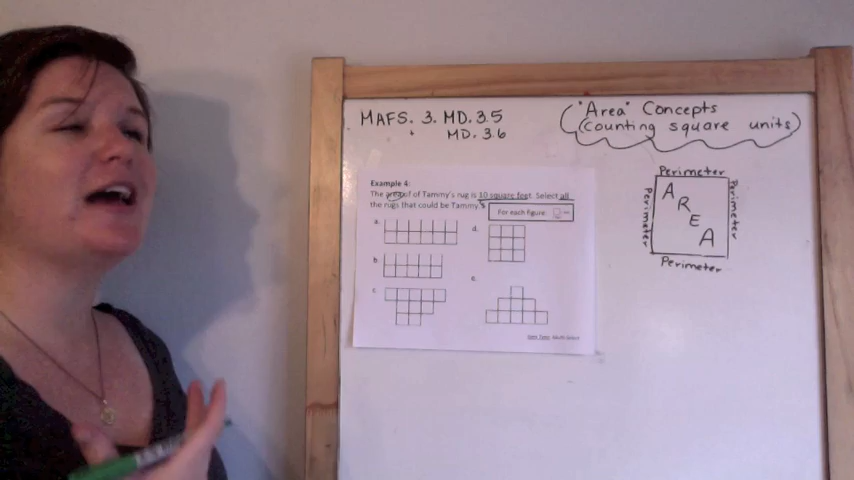 MAFS. 3. MD. 3.5
+ MD. 3.6
"Area" Concepts
(counting square units)
Example 4:
The area of Tammy's rug is 10 square feet. Select all
the rugs that could be Tammy's
For each figure:
a.
d.
b.
e.
c.
Perimeter
Perimeter
AREA
Perimeter
Perimeter
Item Type: